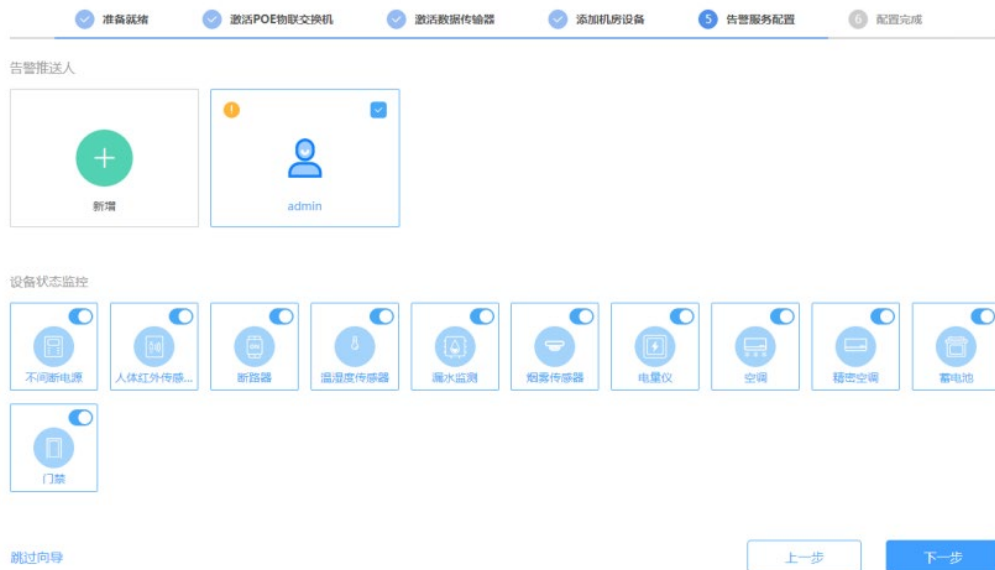 准备就绪 激活POE物联交换机 激活数据传输器 添加机房设备 5 告警服务配置 6 配置完成
告警推送人
新增 admin
设备状态监控
不间断电源 人体红外传感... 断路器 温湿度传感器 漏水监测 烟雾传感器 电量仪 空调 精密空调 蓄电池
门禁
跳过向导 上一步 下一步